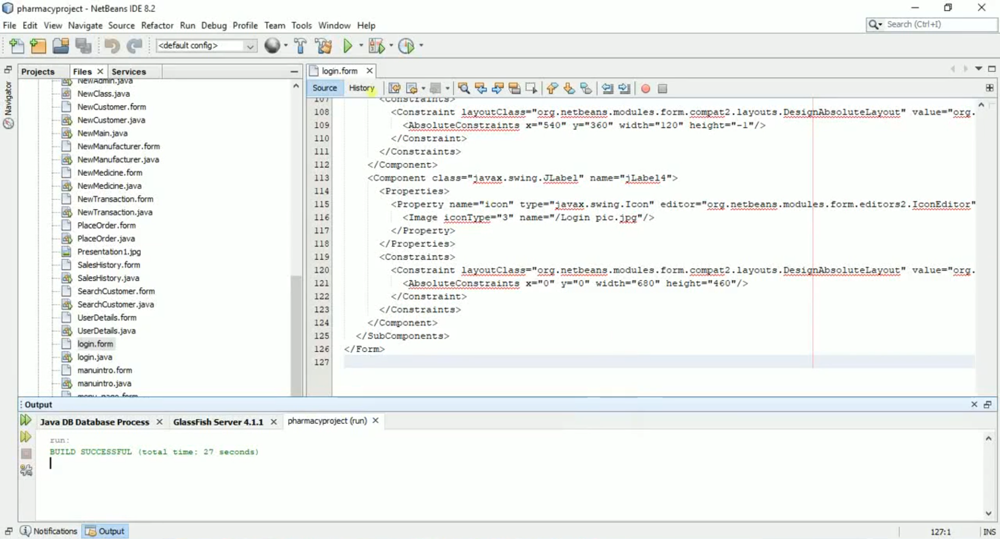 pharmacyproject - NetBeans IDE 8.2
File Edit View Navigate Source Refactor Run Debug Profile Team Tools Window Help
Search (Ctrl+I)
<default config>
Projects Files Services
login.form
Navigator
Source History
NewAdmin.java
NewClass.java
NewCustomer.form
NewCustomer.java
NewMain.java
NewManufacturer.form
NewManufacturer.java
NewMedicine.form
NewMedicine.java
NewTransaction.form
NewTransaction.java
PlaceOrder.form
PlaceOrder.java
Presentation1.jpg
SalesHistory.form
SalesHistory.java
SearchCustomer.form
SearchCustomer.java
UserDetails.form
UserDetails.java
login.form
login.java
manuintro.form
manuintro.java
menu_page.form
107 <Constraints>
108 <Constraint layoutClass="org.netbeans.modules.form.compat2.layouts.DesignAbsoluteLayout" value="org.
109 <AbsoluteConstraints x="540" y="360" width="120" height="-1"/>
110 </Constraint>
111 </Constraints>
112 </Component>
113 <Component class="javax.swing.JLabel" name="jLabel4">
114 <Properties>
115 <Property name="icon" type="javax.swing.Icon" editor="org.netbeans.modules.form.editors2.IconEditor"
116 <Image iconType="3" name="/Login pic.jpg"/>
117 </Property>
118 </Properties>
119 <Constraints>
120 <Constraint layoutClass="org.netbeans.modules.form.compat2.layouts.DesignAbsoluteLayout" value="org.
121 <AbsoluteConstraints x="0" y="0" width="680" height="460"/>
122 </Constraint>
123 </Constraints>
124 </Component>
125 </SubComponents>
126 </Form>
127
Output
Java DB Database Process GlassFish Server 4.1.1 pharmacyproject (run)
run:
BUILD SUCCESSFUL (total time: 27 seconds)
Notifications Output
127:1 INS